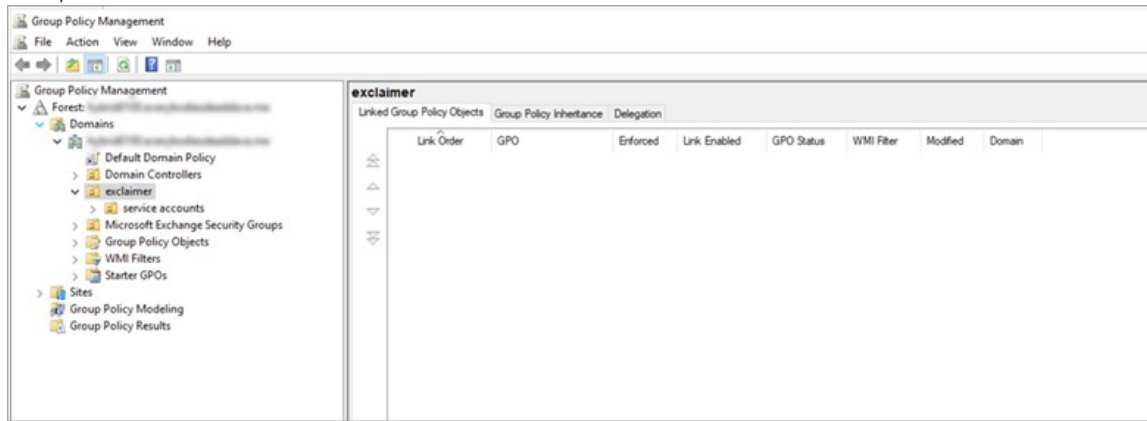 Group Policy Management
File Action View Window Help
Group Policy Management
Forest:
Domains
Default Domain Policy
Domain Controllers
exclaimer
service accounts
Microsoft Exchange Security Groups
Group Policy Objects
WMI Filters
Starter GPOs
Sites
Group Policy Modeling
Group Policy Results
exclaimer
Linked Group Policy Objects Group Policy Inheritance Delegation
Link Order GPO Enforced Link Enabled GPO Status WMI Filter Modified Domain